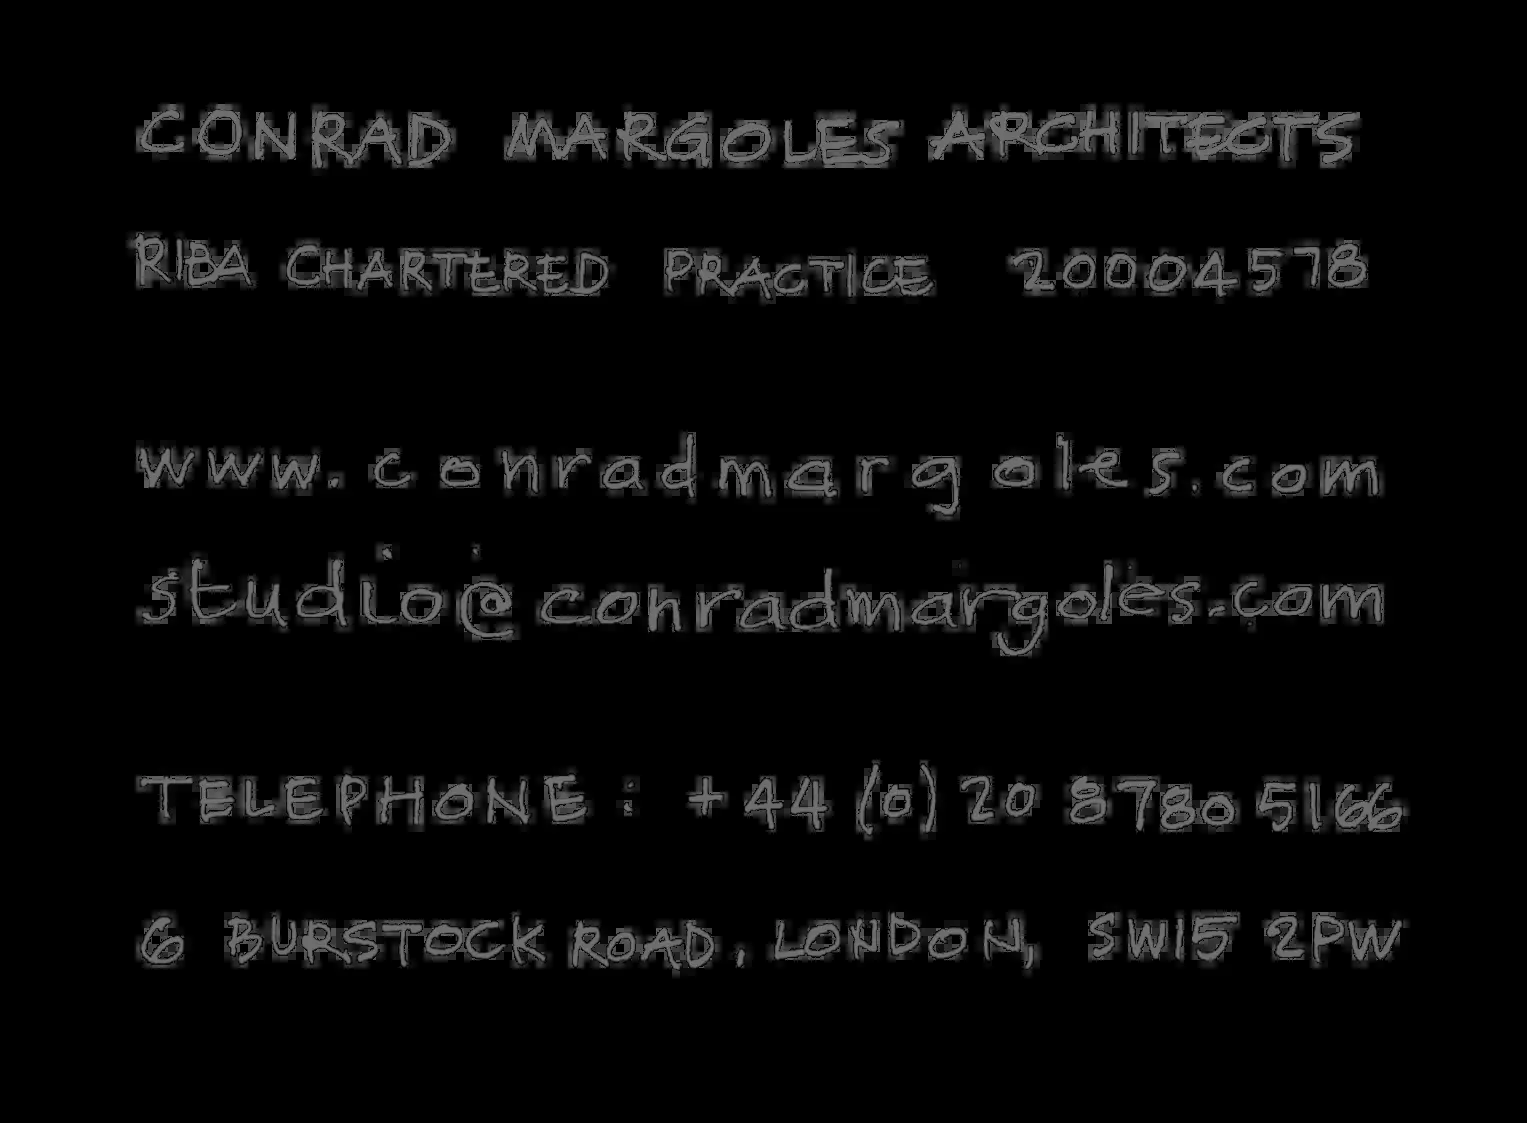 CONRAD MARGOLES ARCHITECTS
RIBA CHARTERED PRACTICE 20004578
www.conradmargoles.com
studio@conradmargoles.com
TELEPHONE : +44 (0) 20 8780 5166
6 BURSTOCK ROAD, LONDON, SW15 2PW